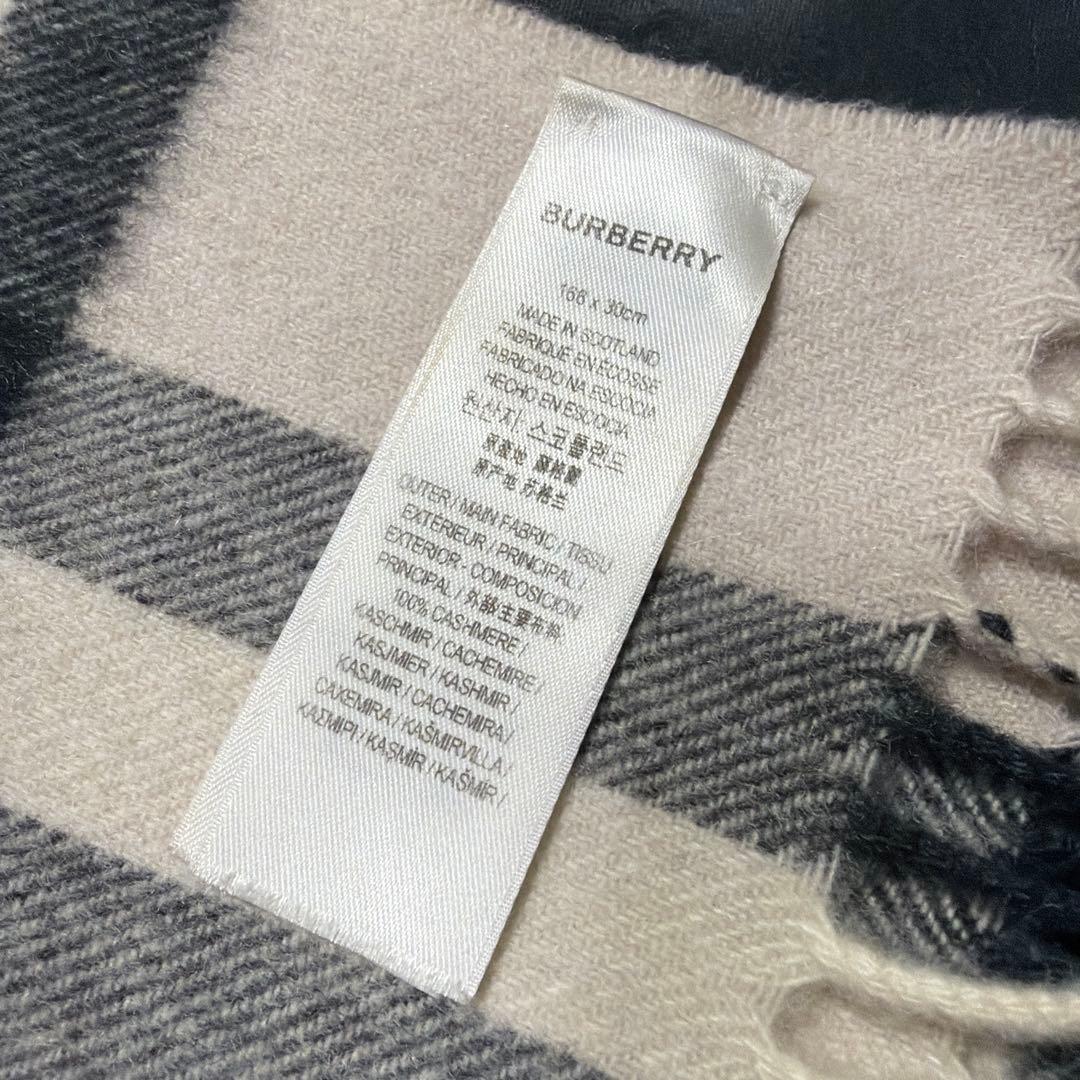 BURBERRY
168 x 30cm
MADE IN SCOTLAND
FABRIQUE EN ECOSSE
FABRICADO NA ESCÓCIA
HECHO EN ESCOCIA
원산지: 스코틀랜드
原產地: 蘇格蘭
原产地: 苏格兰
OUTER / MAIN FABRIC / TISSU
EXTERIEUR / PRINCIPAL /
EXTERIOR - COMPOSICION
PRINCIPAL / 外部主要布料
100% CASHMERE /
KASCHMIR / CACHEMIRE /
KASJMIER / KASHMIR /
KASJMIR / CACHEMIRA /
CAXEMIRA / KAŠMIRVILLA /
ΚΑΣΜΙΡΙ / KAŞMİR / KAŠMÍR /